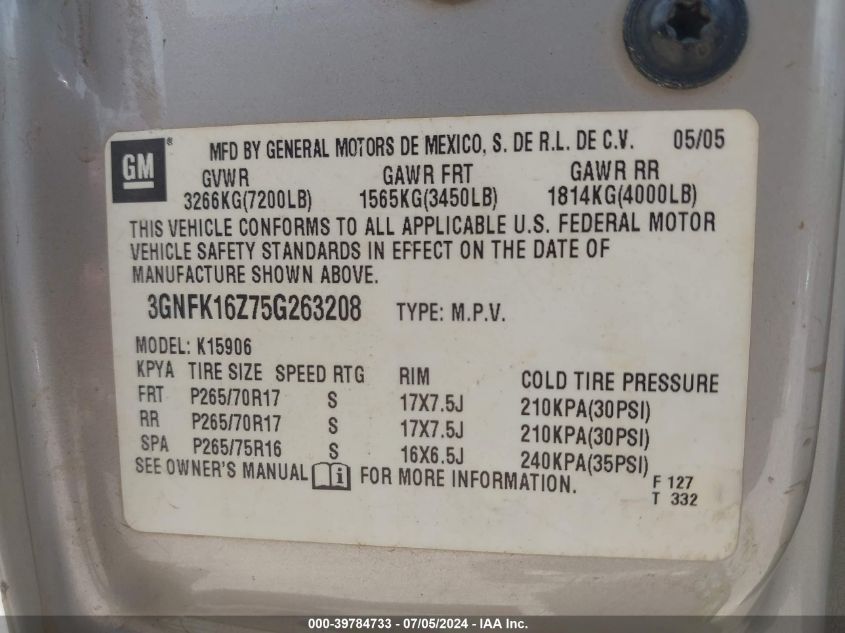 GM ® MFD BY GENERAL MOTORS DE MEXICO, S. DE R.L. DE C.V. 05/05
GVWR GAWR FRT GAWR RR
3266KG(7200LB) 1565KG(3450LB) 1814KG(4000LB)
THIS VEHICLE CONFORMS TO ALL APPLICABLE U.S. FEDERAL MOTOR
VEHICLE SAFETY STANDARDS IN EFFECT ON THE DATE OF
MANUFACTURE SHOWN ABOVE.
3GNFK16Z75G263208 TYPE: M.P.V.
MODEL: K15906
KPYA TIRE SIZE SPEED RTG RIM COLD TIRE PRESSURE
FRT P265/70R17 S 17X7.5J 210KPA(30PSI)
RR P265/70R17 S 17X7.5J 210KPA(30PSI)
SPA P265/75R16 S 16X6.5J 240KPA(35PSI)
SEE OWNER'S MANUAL i FOR MORE INFORMATION. F 127
T 332
000-39784733 - 07/05/2024 - IAA Inc.